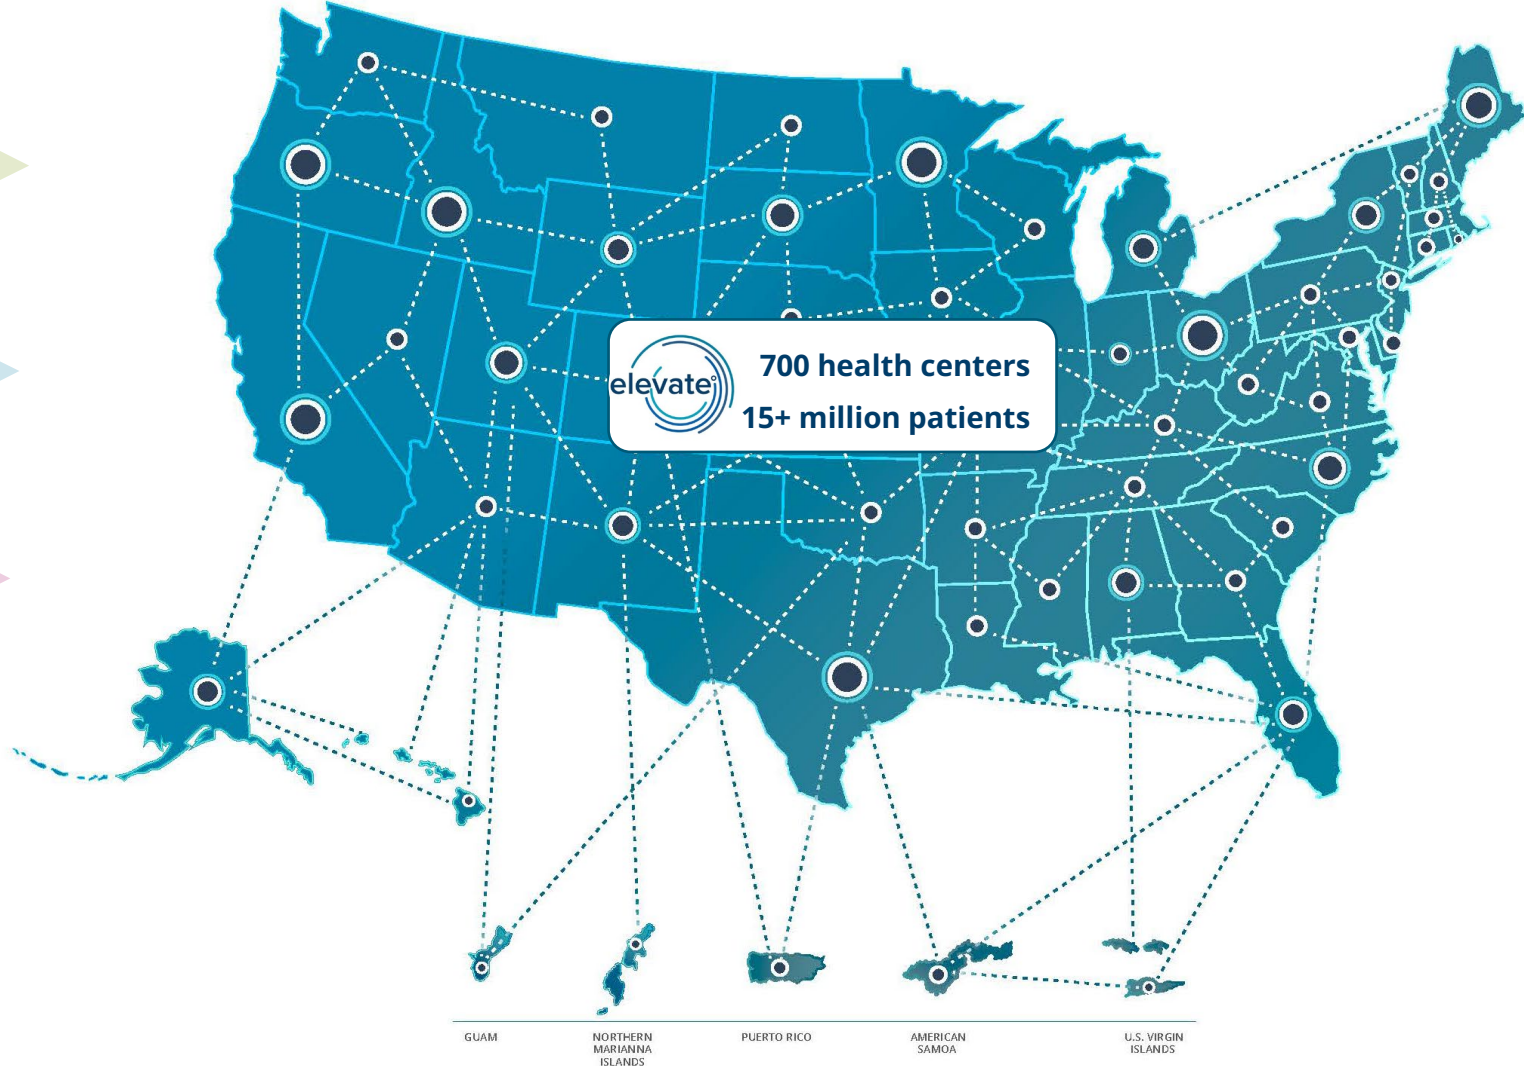 elevate
700 health centers
15+ million patients
GUAM
NORTHERN
MARIANNA
ISLANDS
PUERTO RICO
AMERICAN
SAMOA
U.S. VIRGIN
ISLANDS